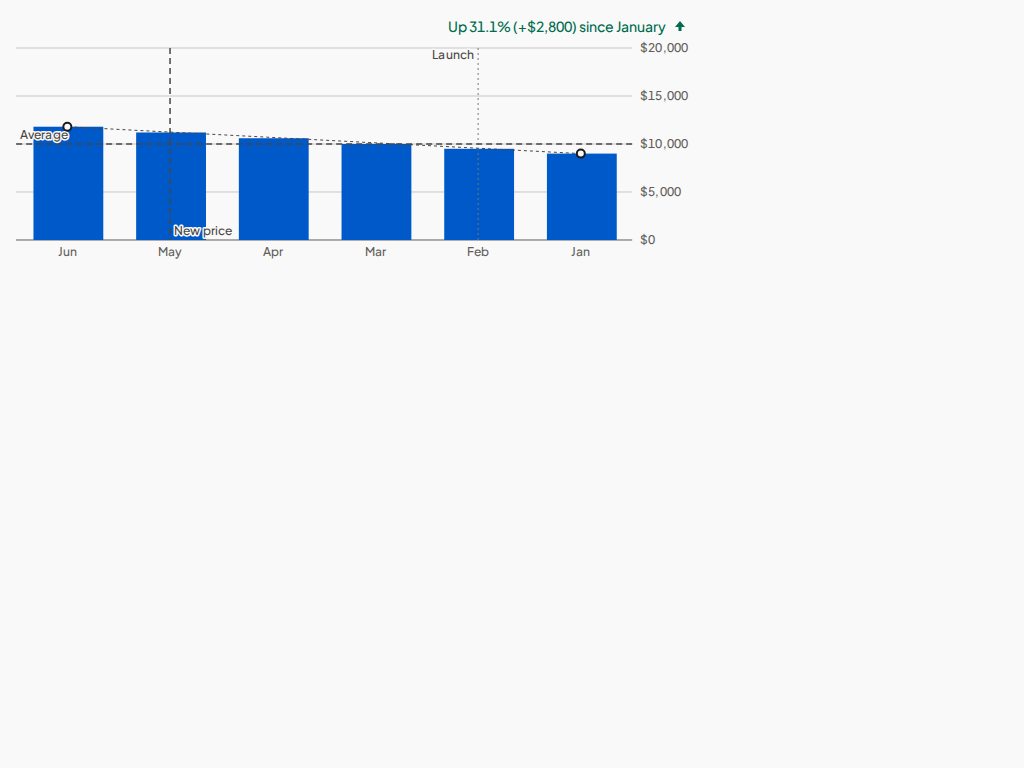 Up 31.1% (+$2,800) since January
Launch
$20,000
$15,000
Average
$10,000
$5,000
New price
$0
Jun May Apr Mar Feb Jan